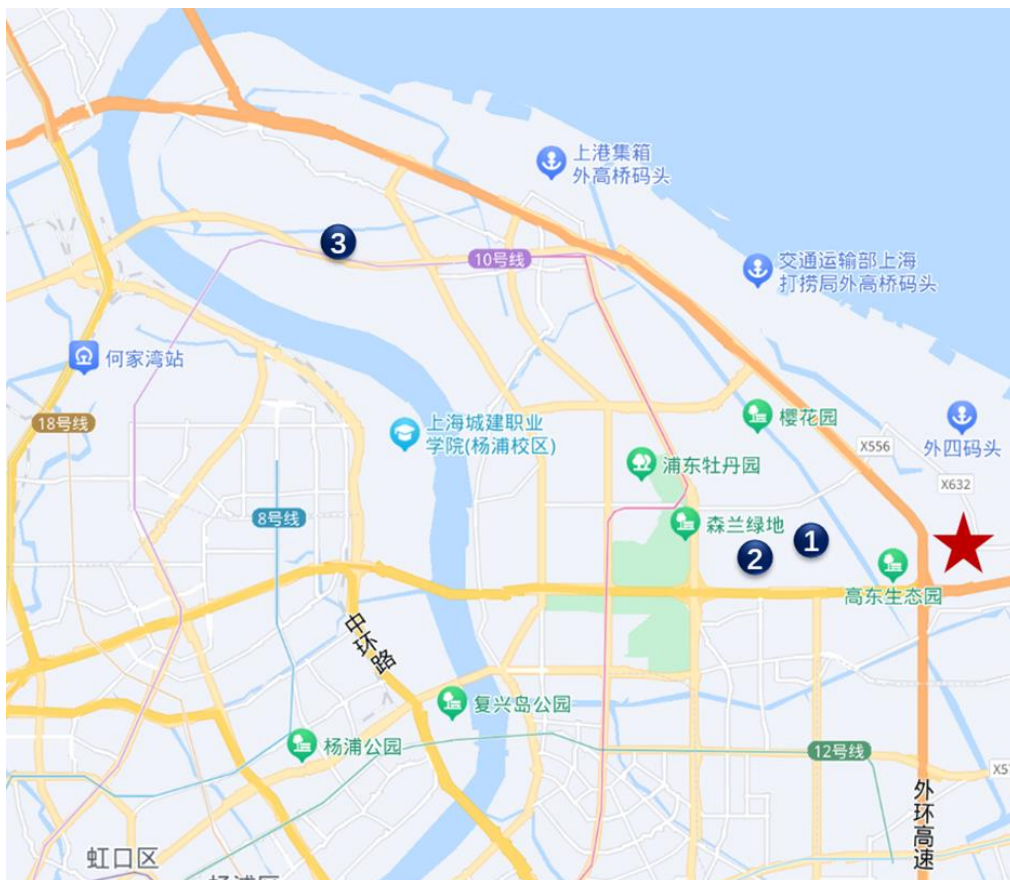 上港集箱
外高桥码头
3
10号线
交通运输部上海
打捞局外高桥码头
何家湾站
18号线
上海城建职业
学院(杨浦校区)
樱花园
外四码头
X556
浦东牡丹园
X632
8号线
森兰绿地
1
2
高东生态园
中环路
复兴岛公园
杨浦公园
12号线
外环高速
虹口区